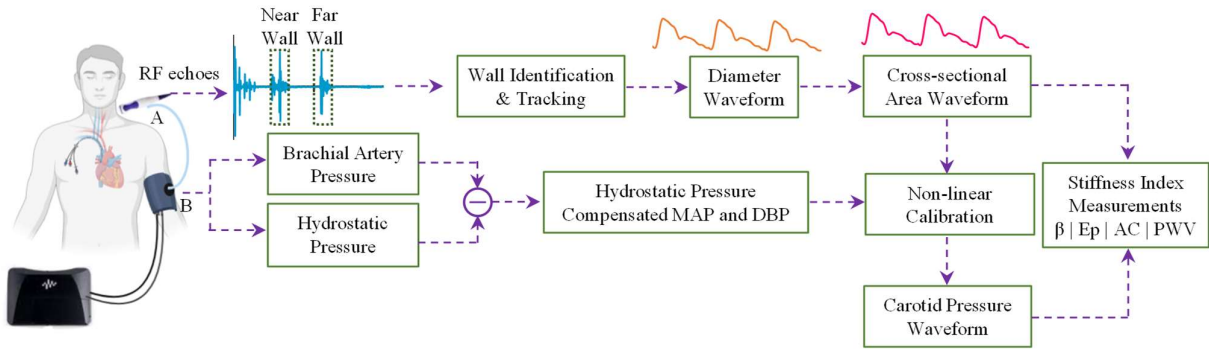 Near
Wall
Far
Wall
RF echoes
A
B
Wall Identification
& Tracking
Diameter
Waveform
Cross-sectional
Area Waveform
Brachial Artery
Pressure
Hydrostatic
Pressure
Hydrostatic Pressure
Compensated MAP and DBP
Non-linear
Calibration
Stiffness Index
Measurements
β | Ep | AC | PWV
Carotid Pressure
Waveform